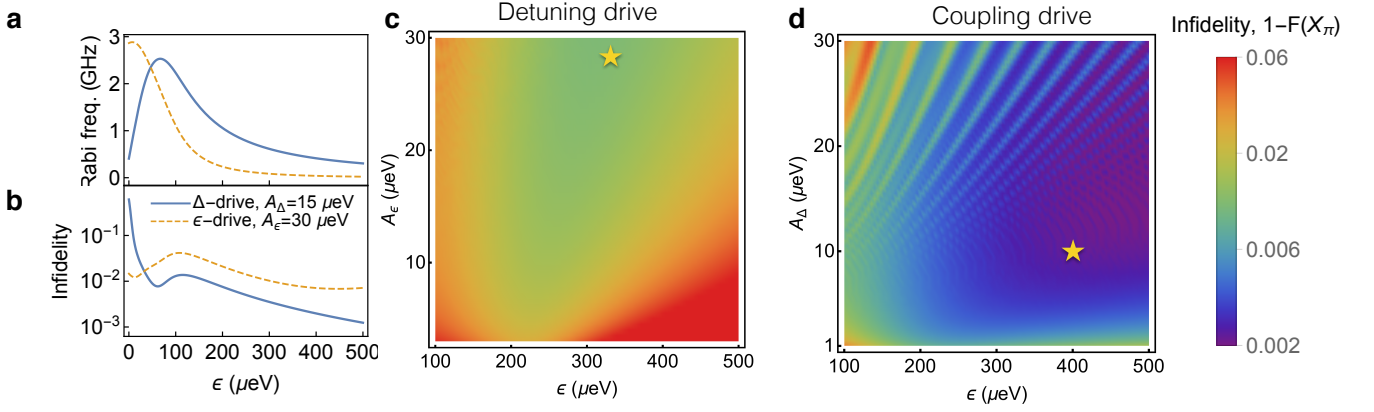 a
Rabi freq. (GHz)
3
2
1
0
b
Infidelity
10⁻¹
10⁻²
10⁻³
Δ−drive, A_Δ=15 μeV
ϵ−drive, A_ϵ=30 μeV
0 100 200 300 400 500
ϵ (μeV)
c
Detuning drive
A_ϵ (μeV)
30
20
10
100 200 300 400 500
ϵ (μeV)
d
Coupling drive
A_Δ (μeV)
30
20
10
1
100 200 300 400 500
ϵ (μeV)
Infidelity, 1−F(X_π)
0.06
0.02
0.006
0.002